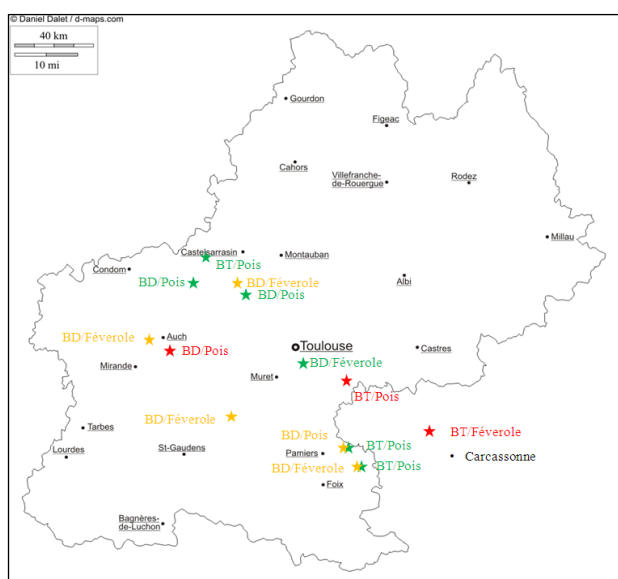 © Daniel Dalet / d-maps.com
40 km
10 mi
Gourdon
Figeac
Cahors
Villefranche-
de-Rouergue
Rodez
Millau
Castelsarrasin
Montauban
BT/Pois
Condom
Albi
BD/Pois
BD/Féverole
BD/Pois
BD/Féverole
Auch
BD/Pois
Toulouse
Castres
Mirande
BD/Féverole
Muret
BT/Pois
BD/Féverole
Tarbes
BT/Féverole
BD/Pois
BT/Pois
Lourdes
St-Gaudens
Pamiers
Carcassonne
BD/Féverole
BT/Pois
Foix
Bagnères-
de-Luchon